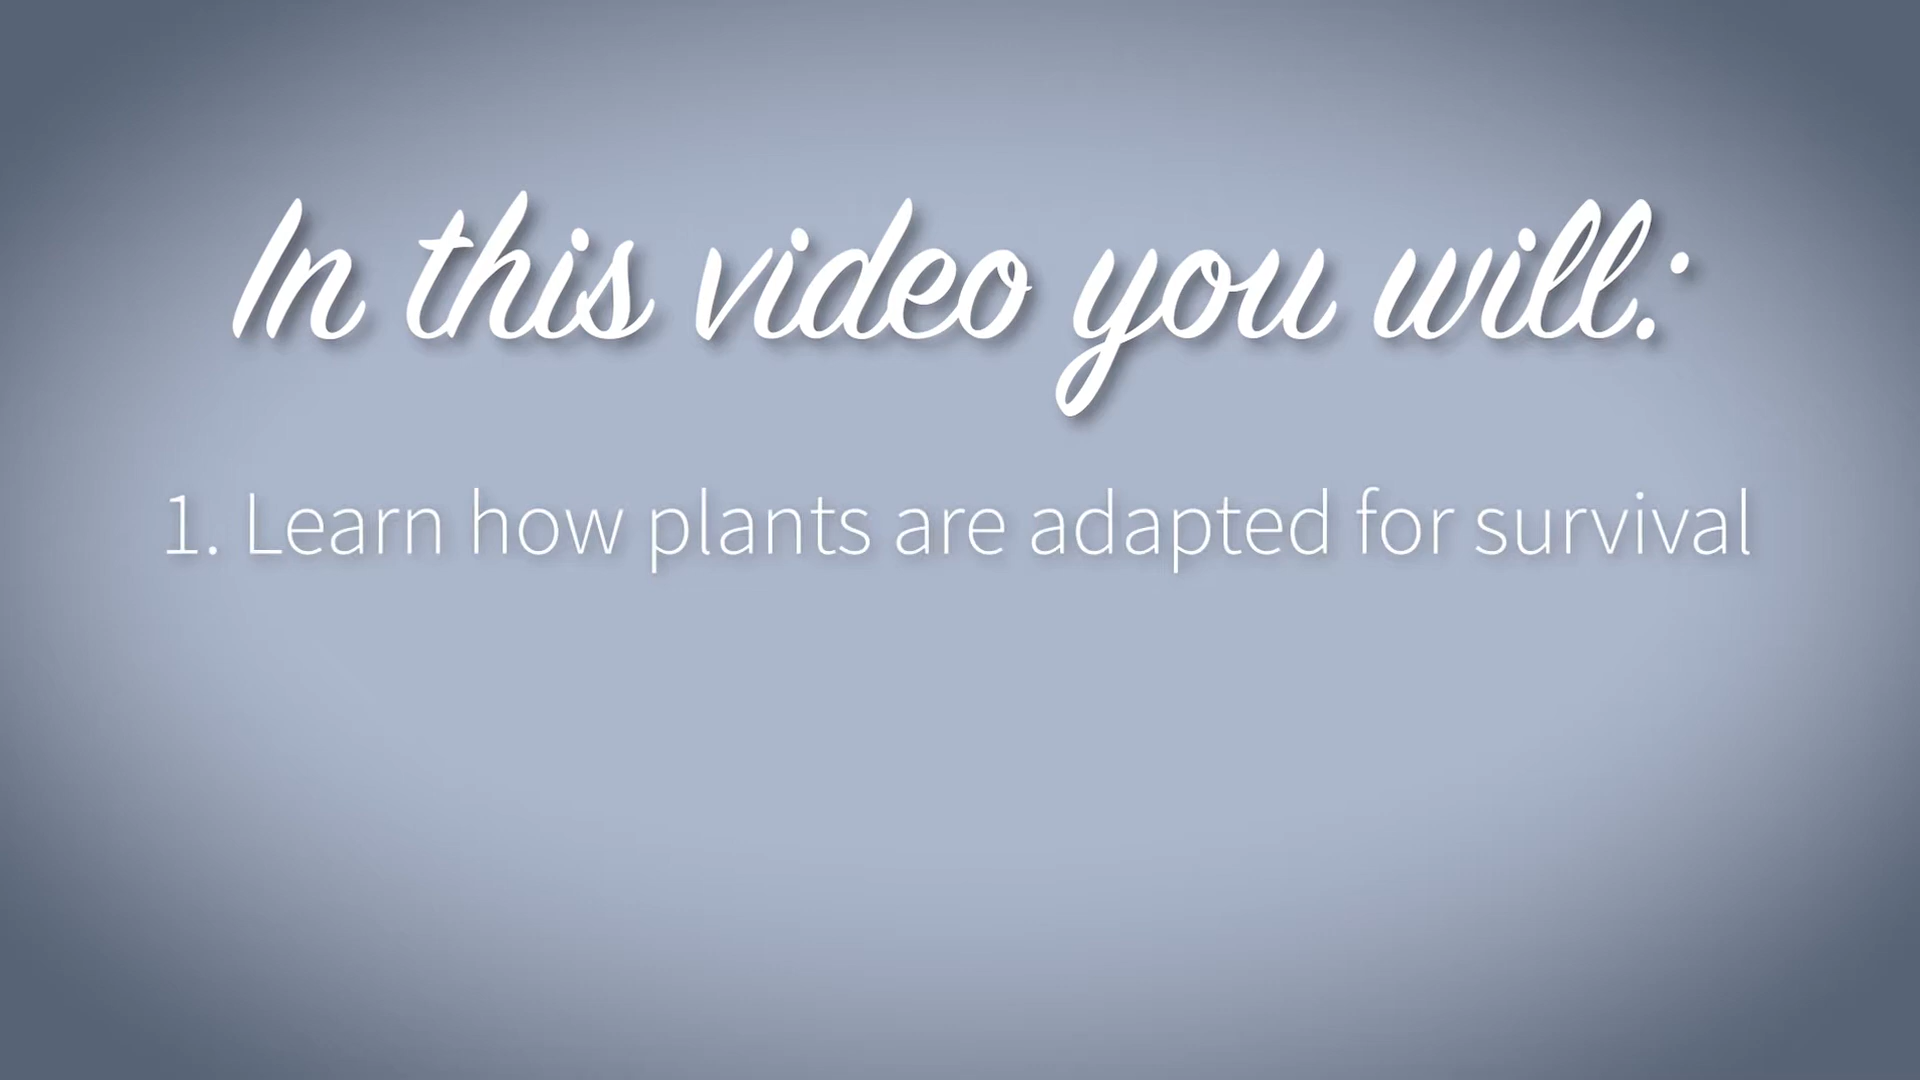 In this video you will:
1. Learn how plants are adapted for survival